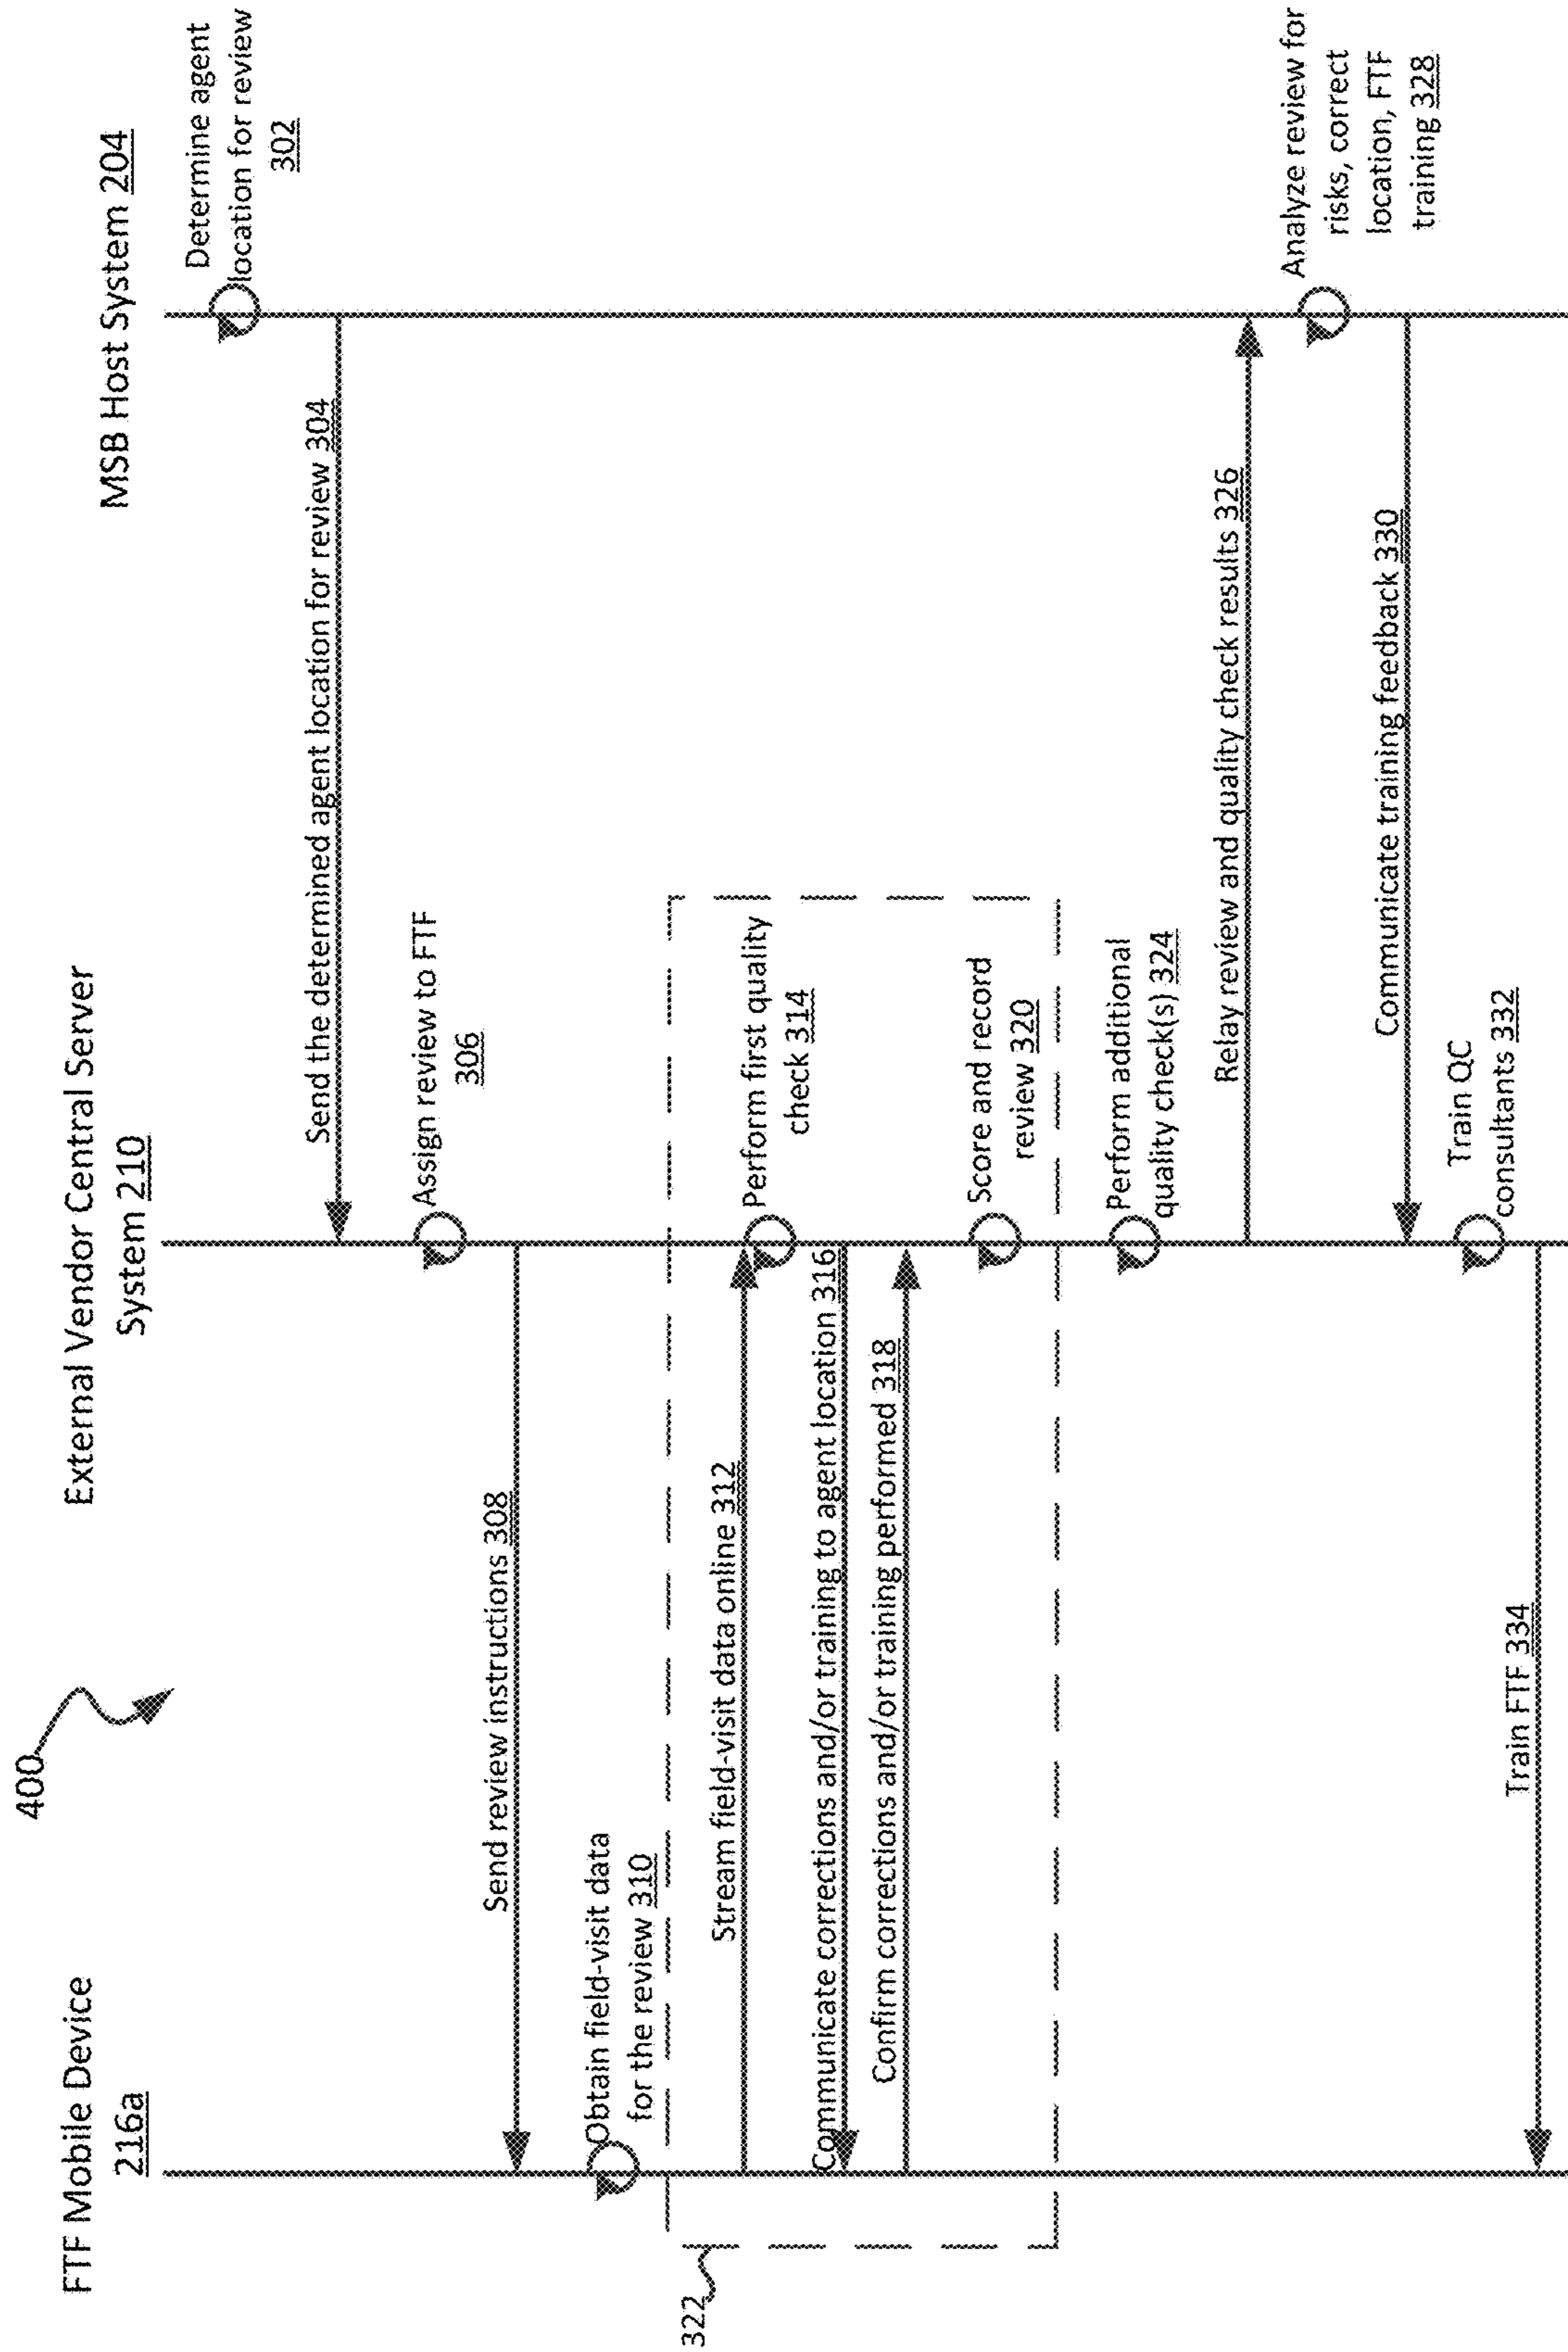 400
FTF Mobile Device
216a
External Vendor Central Server
System 210
MSB Host System 204
Determine agent
location for review
302
Send the determined agent location for review 304
Assign review to FTF
306
Send review instructions 308
Obtain field-visit data
for the review 310
322
Stream field-visit data online 312
Perform first quality
check 314
Communicate corrections and/or training to agent location 316
Confirm corrections and/or training performed 318
Score and record
review 320
Perform additional
quality check(s) 324
Relay review and quality check results 326
Analyze review for
risks, correct
location, FTF
training 328
Communicate training feedback 330
Train QC
consultants 332
Train FTF 334